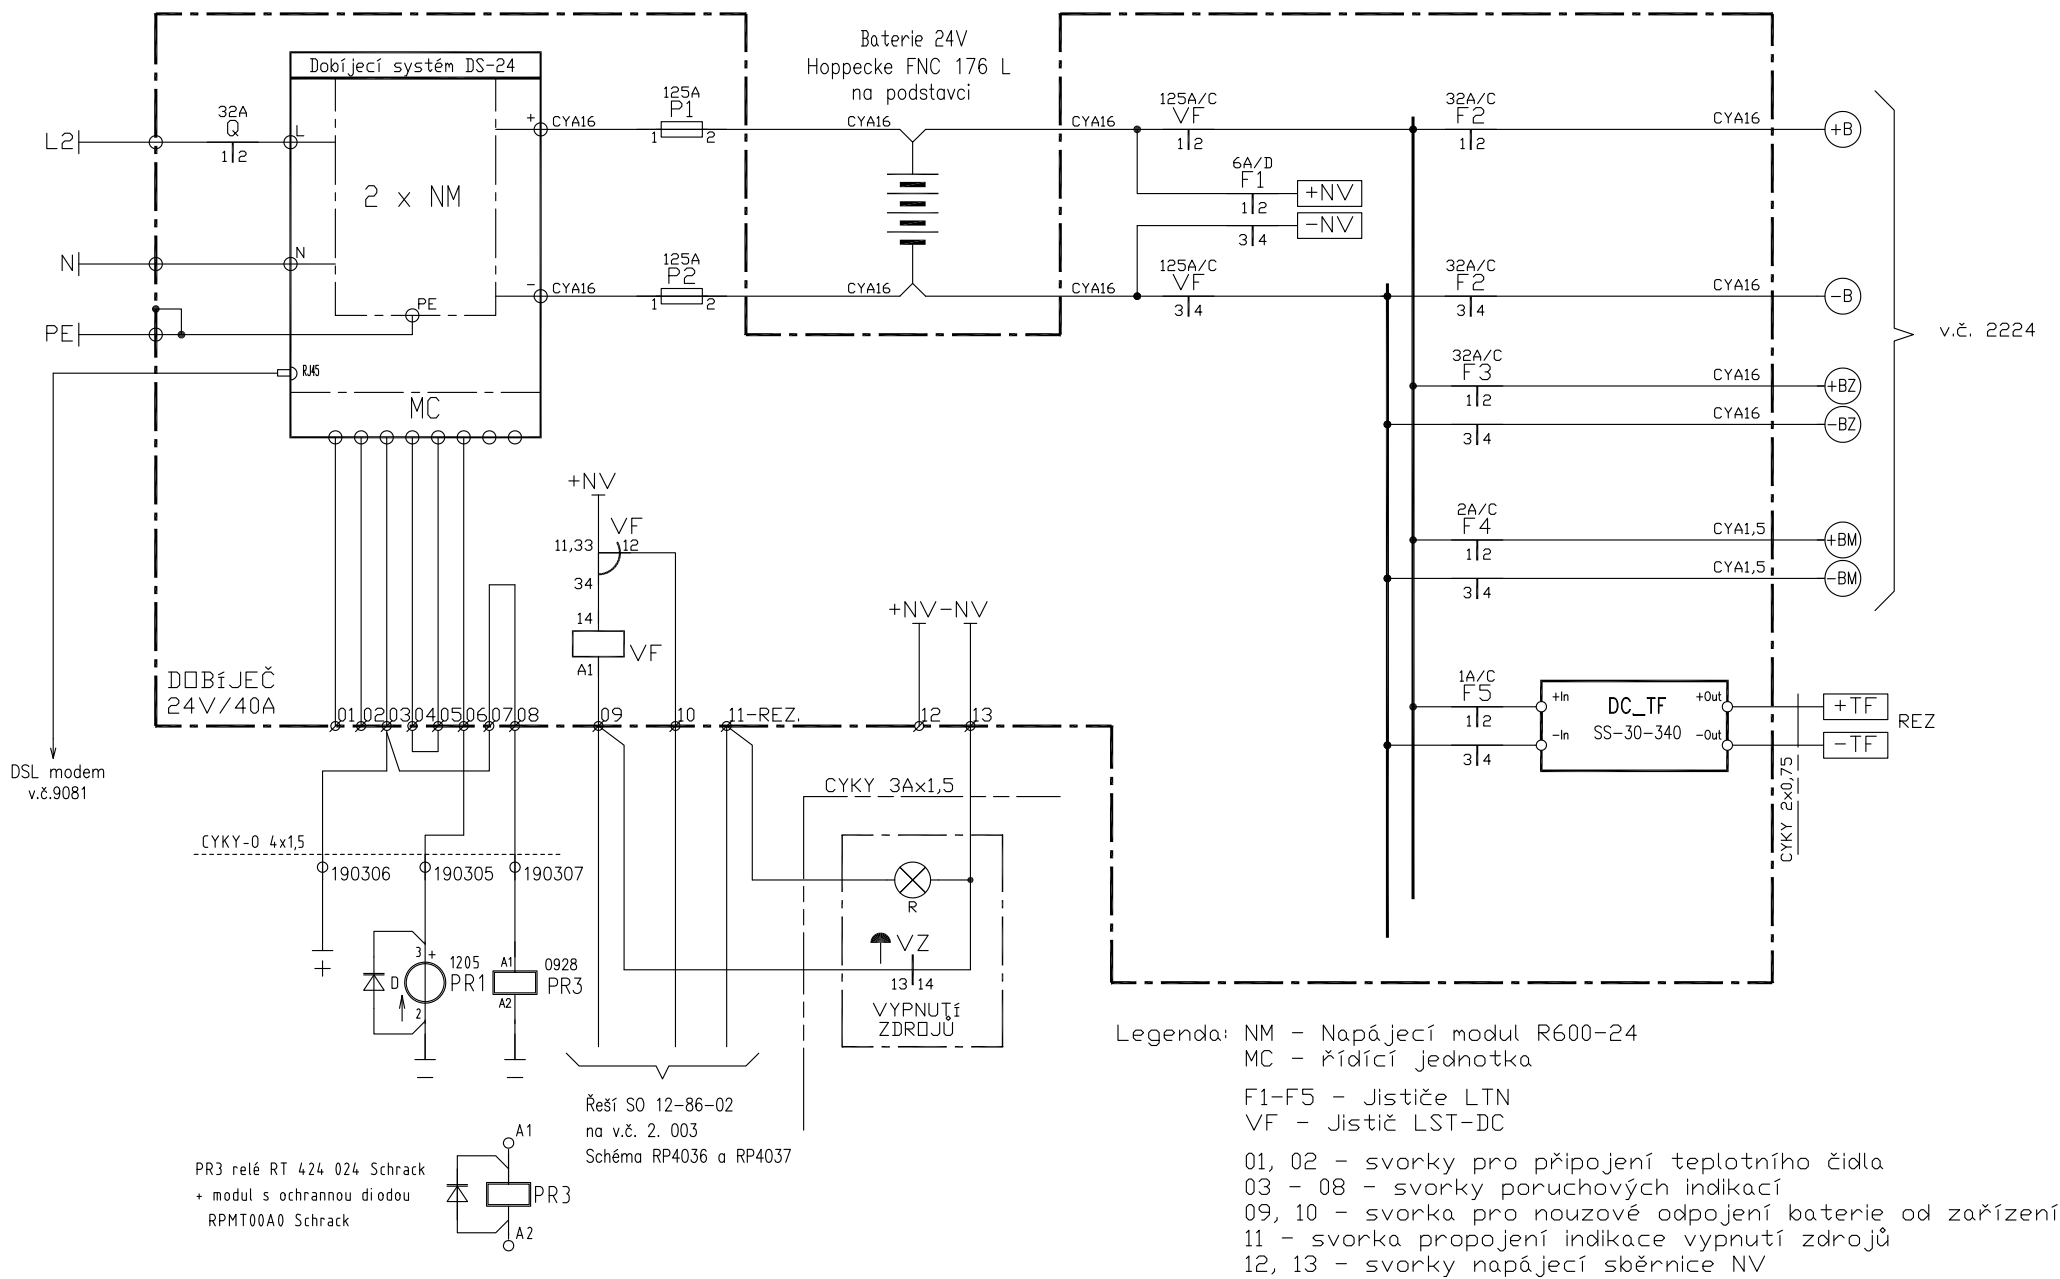 Baterie 24V
Hoppecke FNC 176 L
na podstavci
Dobíjecí systém DS-24
32A
Q
1 2
L2
L
N
N
PE
PE
2 x NM
+
-
RJ45
MC
CYA16
125A
P1
1 2
CYA16
CYA16
125A/C
VF
1 2
32A/C
F2
1 2
CYA16
+B
6A/D
F1
1 2
+NV
3 4
-NV
CYA16
125A
P2
1 2
CYA16
CYA16
125A/C
VF
3 4
32A/C
F2
3 4
CYA16
-B
v.č. 2224
32A/C
F3
1 2
CYA16
+BZ
3 4
CYA16
-BZ
2A/C
F4
1 2
CYA1,5
+BM
3 4
CYA1,5
-BM
+NV
VF
11,33
12
34
14
VF
A1
+NV -NV
DOBíJEČ
24V/40A
01 02 03 04 05 06 07 08 09 10 11-REZ. 12 13
1A/C
F5
1 2
3 4
+In
-In
DC_TF
SS-30-340
+Out
-Out
+TF
-TF
REZ
CYKY 2x0,75
DSL modem
v.č.9081
CYKY 3Ax1,5
CYKY-O 4x1,5
190306
190305
190307
R
VZ
13 14
VYPNUTÍ
ZDROJŮ
+
3 +
D
2
1205
PR1
A1
A2
0928
PR3
Řeší SO 12-86-02
na v.č. 2. 003
Schéma RP4036 a RP4037
PR3 relé RT 424 024 Schrack
+ modul s ochrannou diodou
RPMT00A0 Schrack
A1
PR3
A2
Legenda: NM - Napájecí modul R600-24
MC - řídící jednotka
F1-F5 - Jističe LTN
VF - Jistič LST-DC
01, 02 - svorky pro připojení teplotního čidla
03 - 08 - svorky poruchových indikací
09, 10 - svorka pro nouzové odpojení baterie od zařízení
11 - svorka propojení indikace vypnutí zdrojů
12, 13 - svorky napájecí sběrnice NV